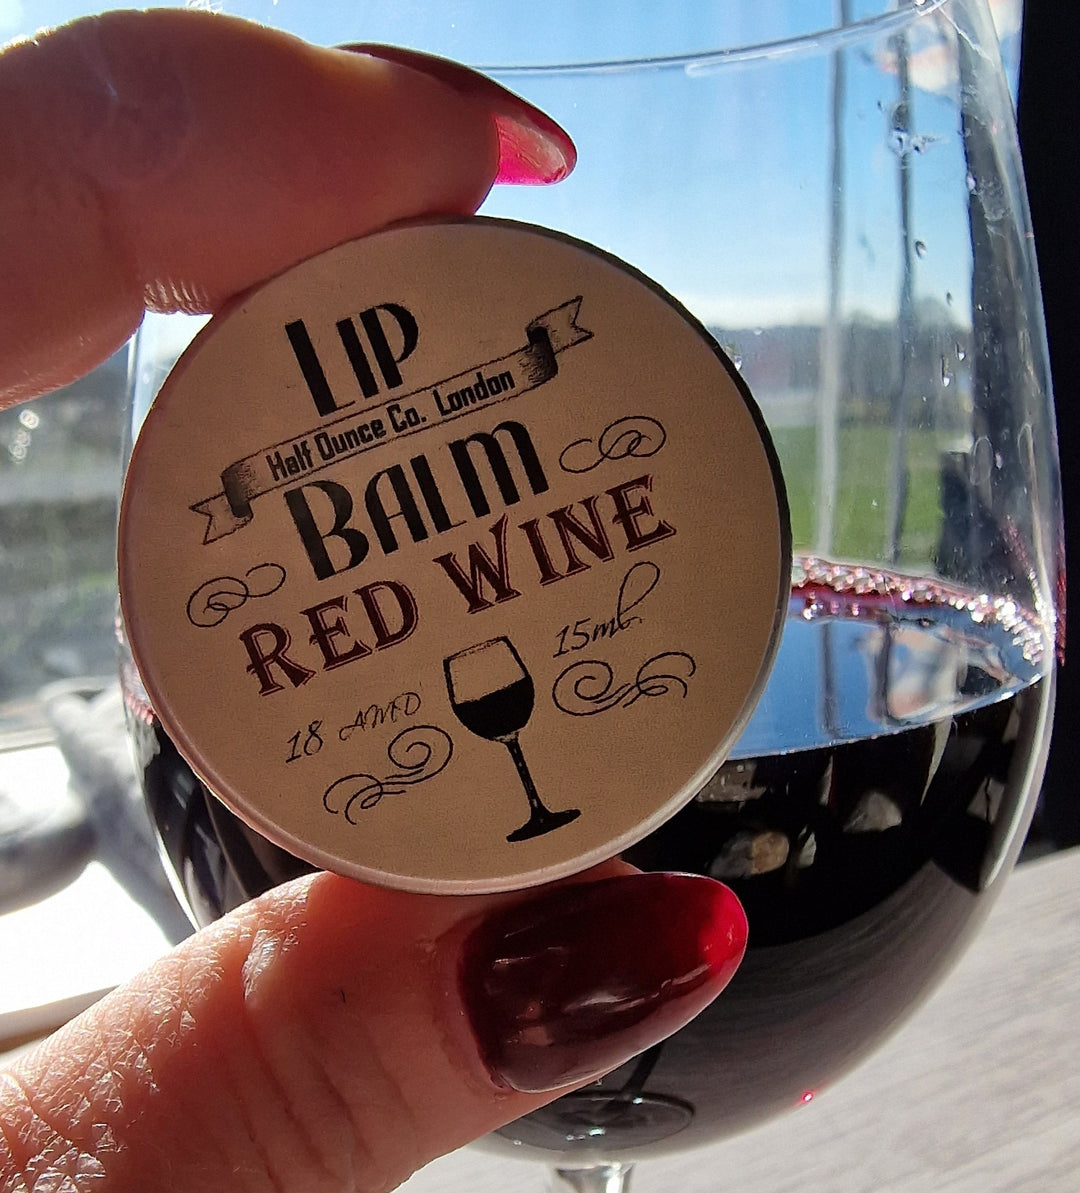 LIP
Half Ounce Co. London
BALM
RED WINE
15ml.
18 AMD